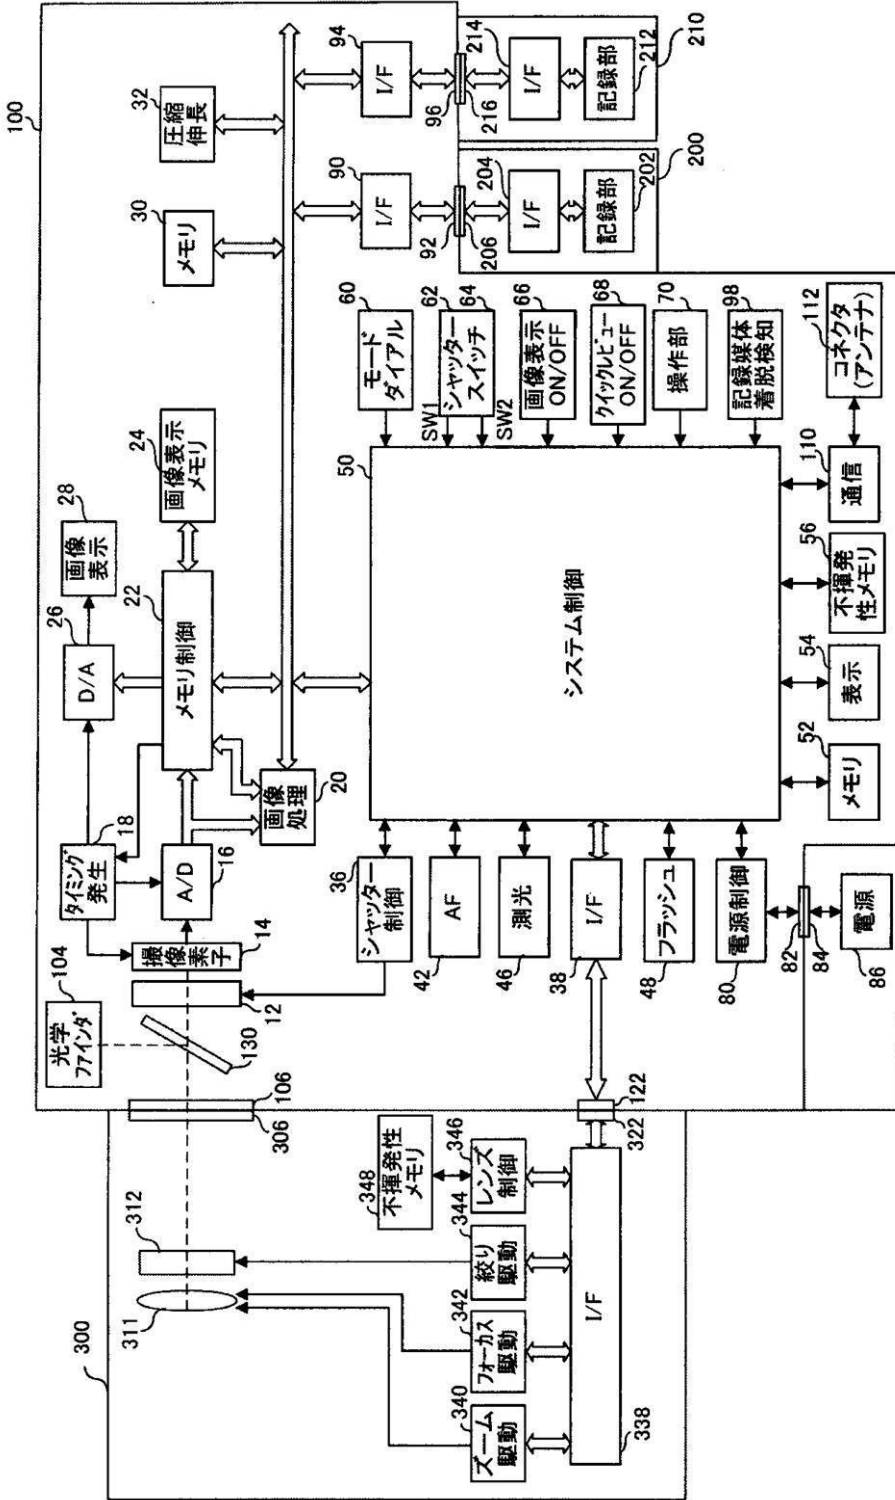 300
311
312
306
106
104
光学
ファインダ
130
12
撮像
素子
14
タイミング
発生
18
A/D
16
D/A
26
画像
表示
28
メモリ制御
22
画像表示
メモリ
24
画像
処理
20
メモリ
30
圧縮
伸長
32
100
I/F
90
I/F
94
92
206
96
216
I/F
204
記録部
202
200
I/F
214
記録部
212
210
ズーム
駆動
340
フォーカス
駆動
342
絞り
駆動
344
レンズ
制御
346
不揮発性
メモリ
348
I/F
338
322
122
シャッター
制御
36
AF
42
測光
46
I/F
38
フラッシュ
48
電源制御
80
82
84
電源
86
システム制御
50
モード
ダイアル
60
SW1
シャッター
スイッチ
62
64
SW2
画像表示
ON/OFF
66
クイックレビュー
ON/OFF
68
操作部
70
記録媒体
着脱検知
98
メモリ
52
表示
54
不揮発
性メモリ
56
通信
110
コネクタ
(アンテナ)
112